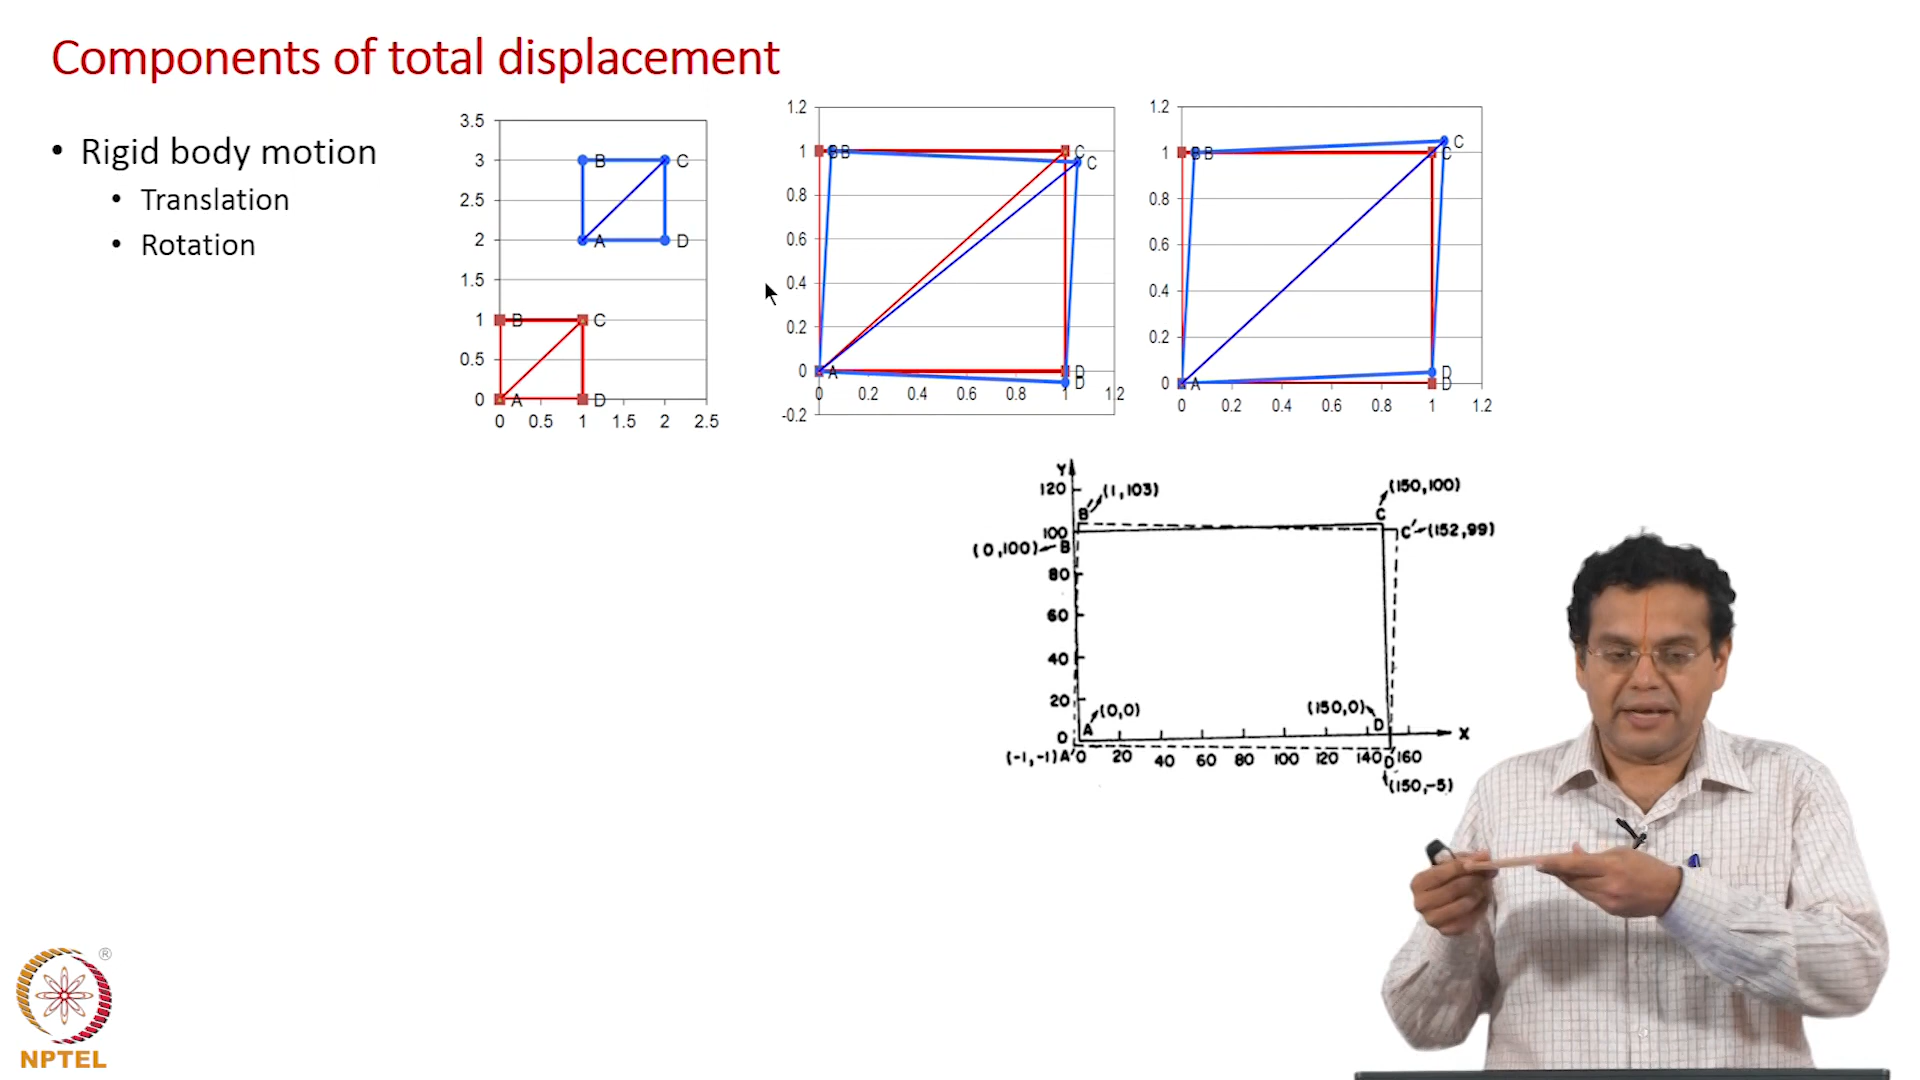 Components of total displacement
• Rigid body motion
• Translation
• Rotation
3.5
3
2.5
2
1.5
1
0.5
0
0 0.5 1 1.5 2 2.5
B C
A D
B C
A D
1.2
1
0.8
0.6
0.4
0.2
0
-0.2
0 0.2 0.4 0.6 0.8 1 1.2
B B C
C
A D
D
1.2
1
0.8
0.6
0.4
0.2
0
0 0.2 0.4 0.6 0.8 1 1.2
B B C
C
A D
D
Y
120
100
80
60
40
20
0
B' (1,103)
(150,100)
C
C' (152,99)
(0,100) B
A (0,0)
(150,0) D
X
(-1,-1) A' 0 20 40 60 80 100 120 140 D' 160
(150,-5)
®
NPTEL